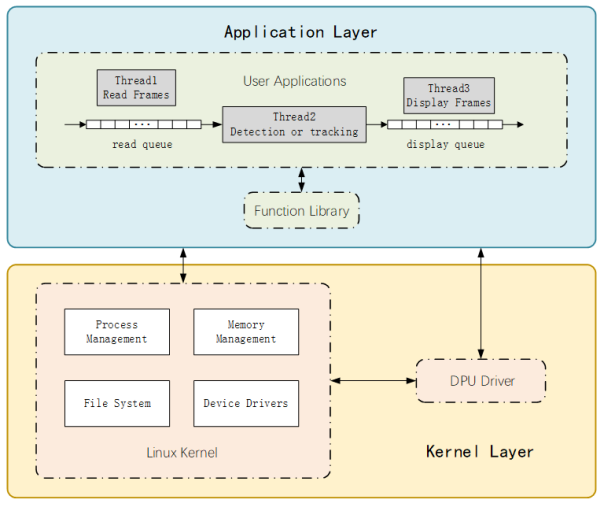 Application Layer
User Applications
Thread1
Read Frames
Thread2
Detection or tracking
Thread3
Display Frames
...
read queue
...
display queue
Function Library
Process
Management
Memory
Management
File System
Device Drivers
Linux Kernel
DPU Driver
Kernel Layer